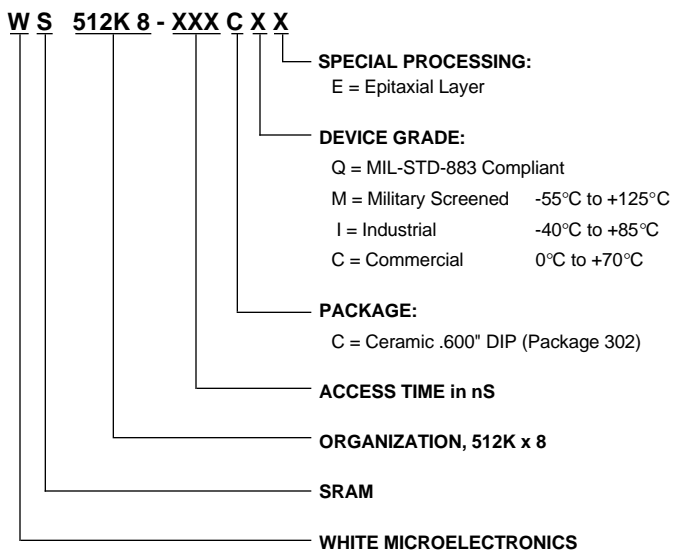 W S 512K 8 - XXX C X X
SPECIAL PROCESSING:
E = Epitaxial Layer
DEVICE GRADE:
Q = MIL-STD-883 Compliant
M = Military Screened -55°C to +125°C
I = Industrial -40°C to +85°C
C = Commercial 0°C to +70°C
PACKAGE:
C = Ceramic .600" DIP (Package 302)
ACCESS TIME in nS
ORGANIZATION, 512K x 8
SRAM
WHITE MICROELECTRONICS